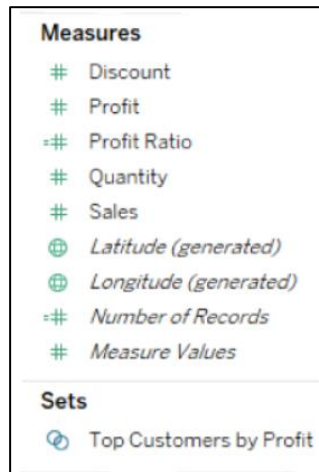 Measures
# Discount
# Profit
=# Profit Ratio
# Quantity
# Sales
Latitude (generated)
Longitude (generated)
=# Number of Records
# Measure Values
Sets
Top Customers by Profit